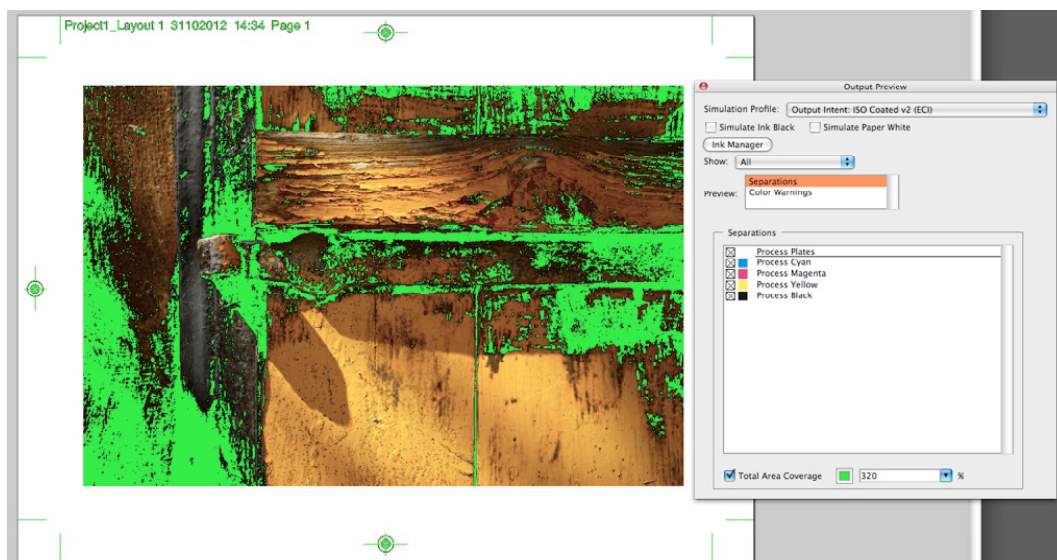 Project1_Layout 1 31102012 14:34 Page 1
Output Preview
Simulation Profile: Output Intent: ISO Coated v2 (ECI)
Simulate Ink Black Simulate Paper White
Ink Manager
Show: All
Preview:
Separations
Color Warnings
Separations
Process Plates
Process Cyan
Process Magenta
Process Yellow
Process Black
Total Area Coverage 320 %